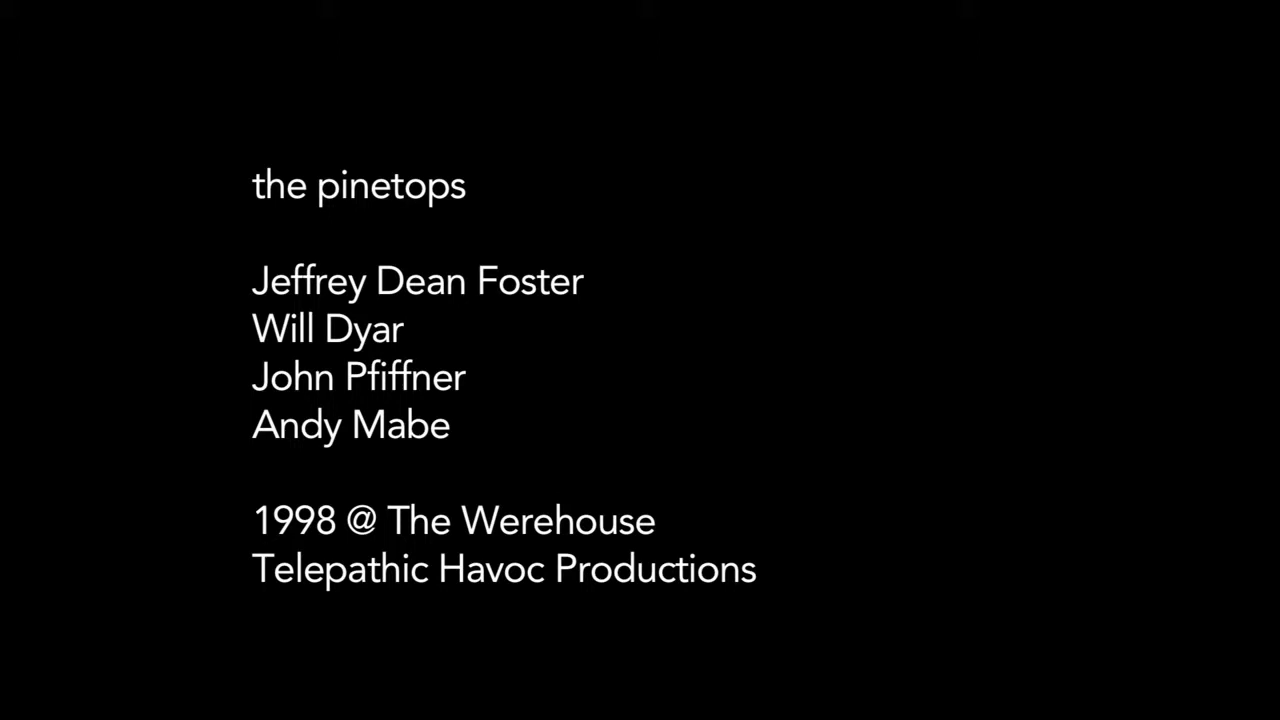 the pinetops
Jeffrey Dean Foster
Will Dyar
John Pfiffner
Andy Mabe
1998 @ The Werehouse
Telepathic Havoc Productions